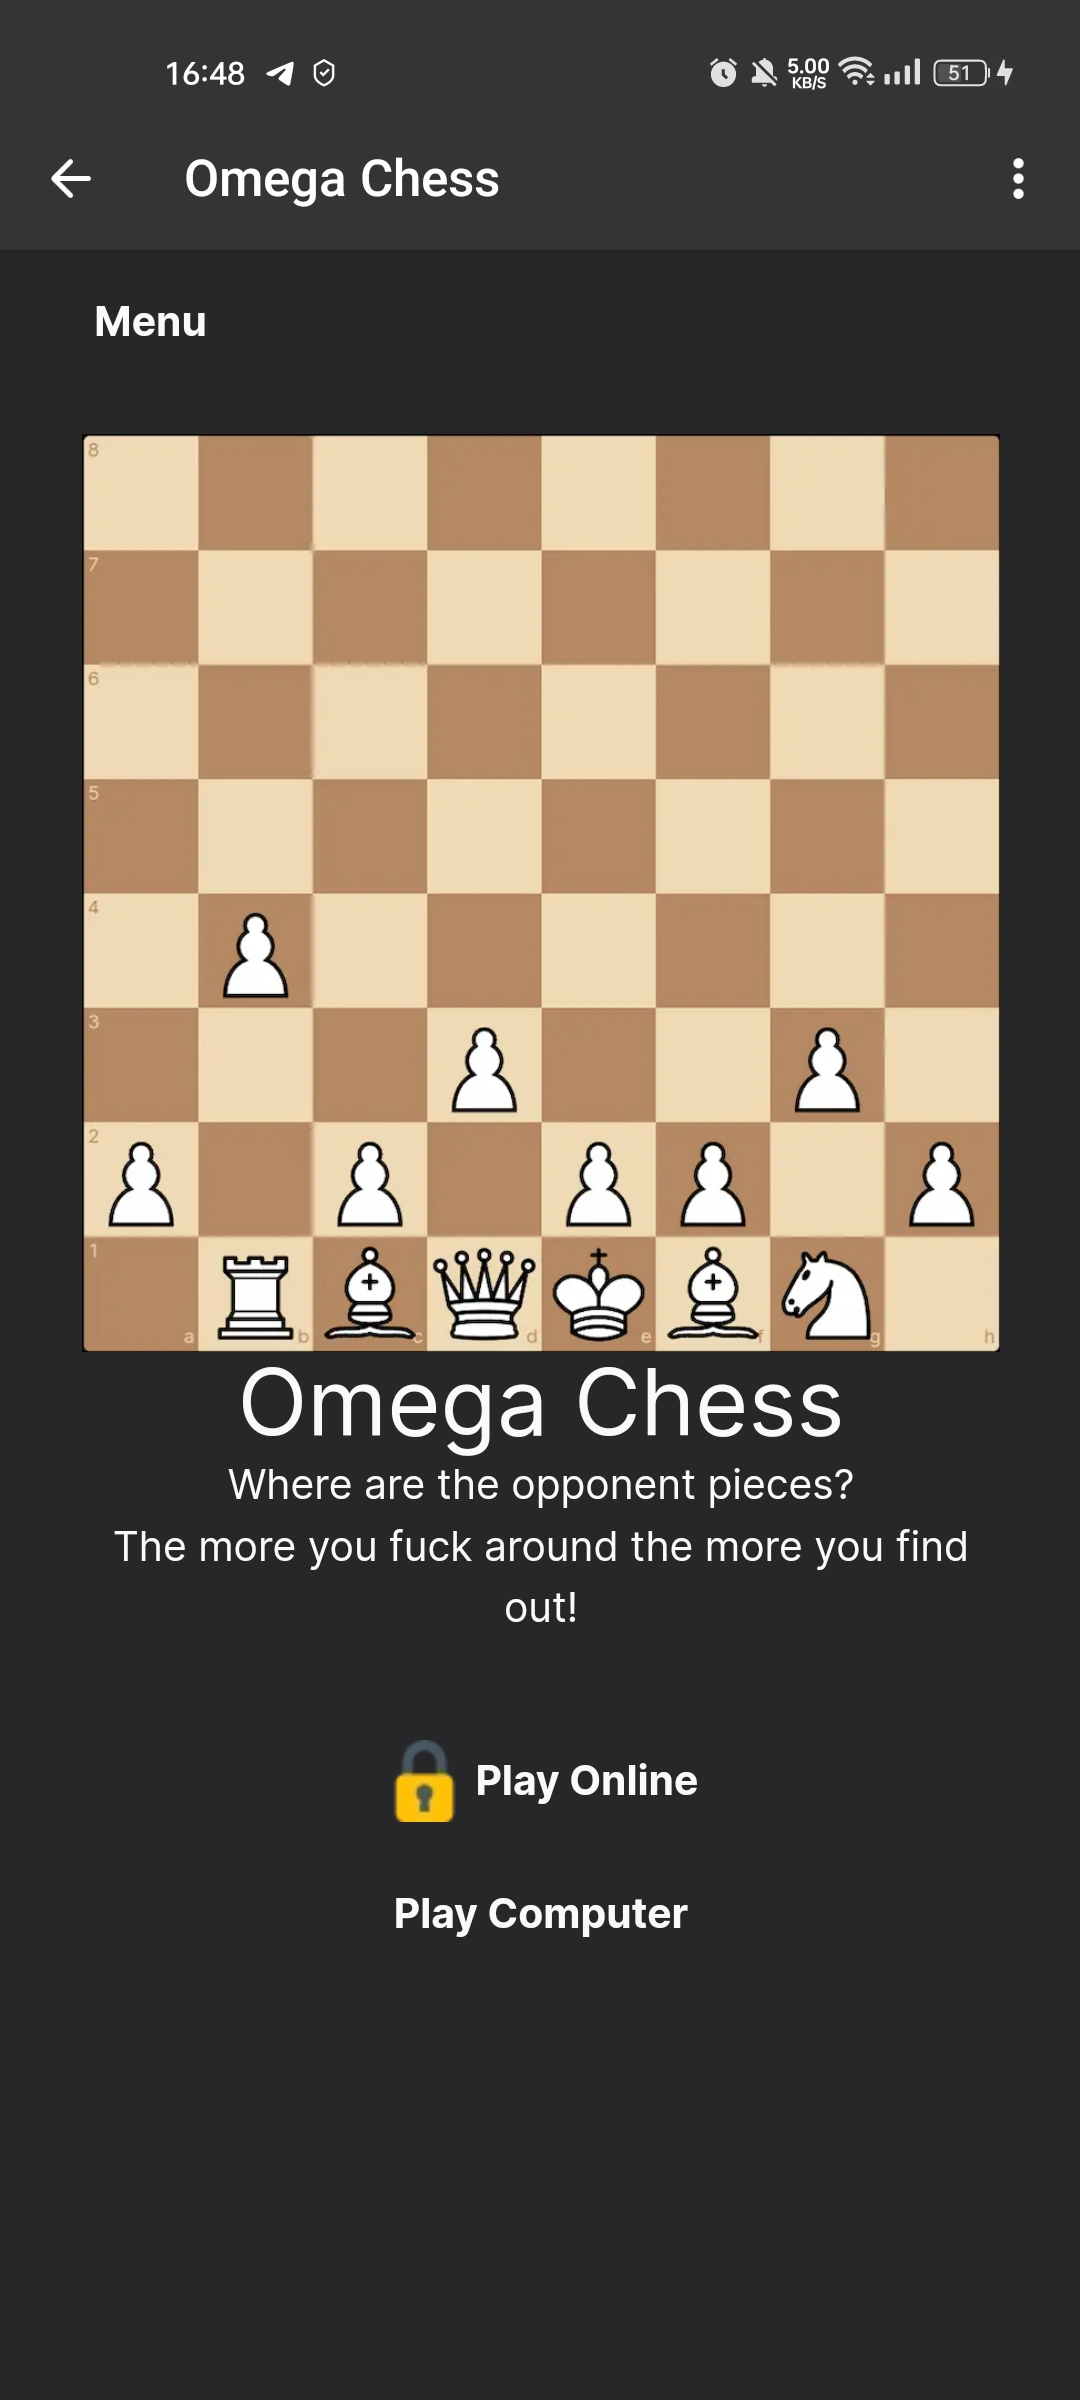 16:48
5.00
KB/S
51
Omega Chess
Menu
8
7
6
5
4
3
2
1
a b c d e f g h
Omega Chess
Where are the opponent pieces?
The more you fuck around the more you find
out!
Play Online
Play Computer